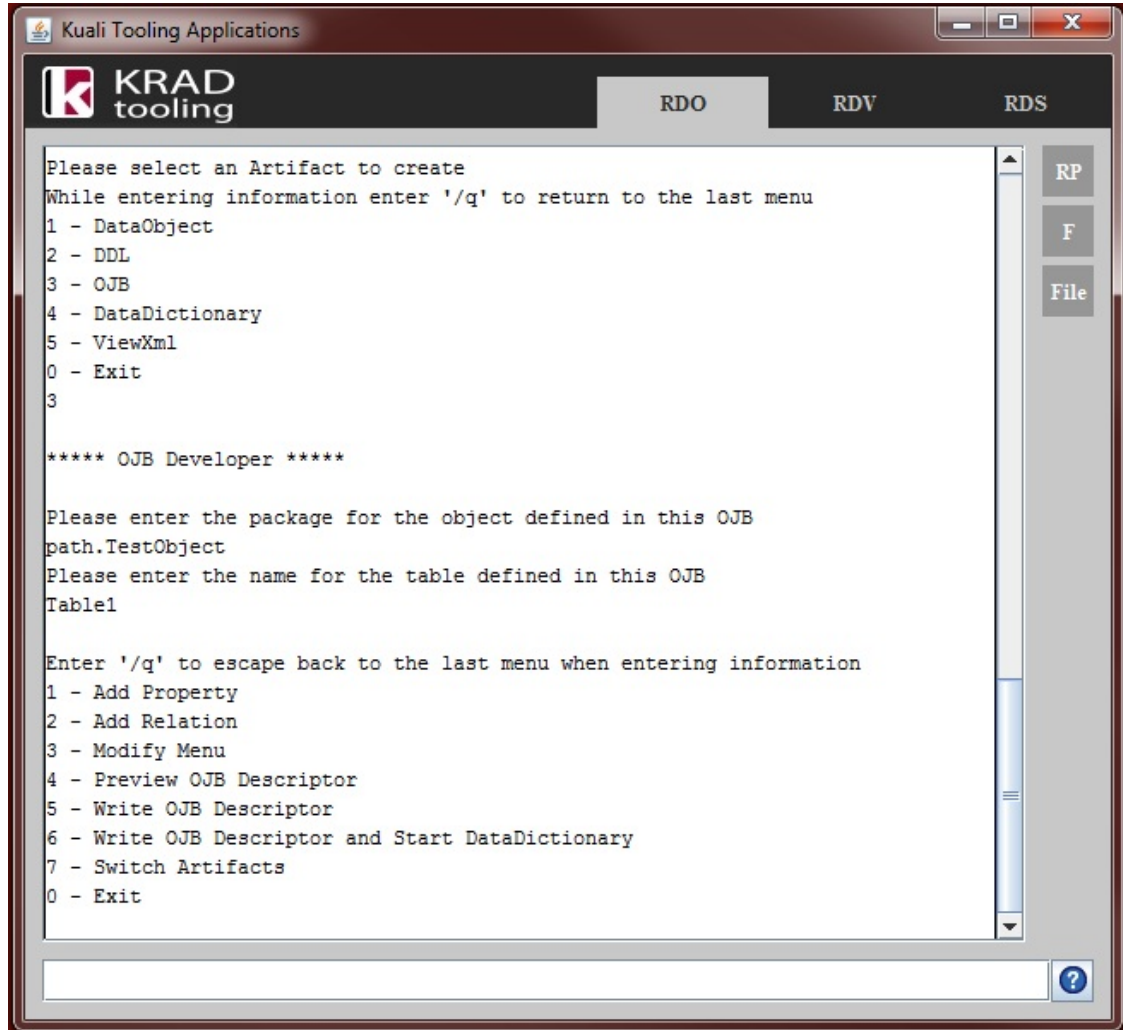 Kuali Tooling Applications
KRAD
tooling
RDO
RDV
RDS
Please select an Artifact to create
While entering information enter '/q' to return to the last menu
1 - DataObject
2 - DDL
3 - OJB
4 - DataDictionary
5 - ViewXml
0 - Exit
3
***** OJB Developer *****
Please enter the package for the object defined in this OJB
path.TestObject
Please enter the name for the table defined in this OJB
Table1
Enter '/q' to escape back to the last menu when entering information
1 - Add Property
2 - Add Relation
3 - Modify Menu
4 - Preview OJB Descriptor
5 - Write OJB Descriptor
6 - Write OJB Descriptor and Start DataDictionary
7 - Switch Artifacts
0 - Exit
RP
F
File
?